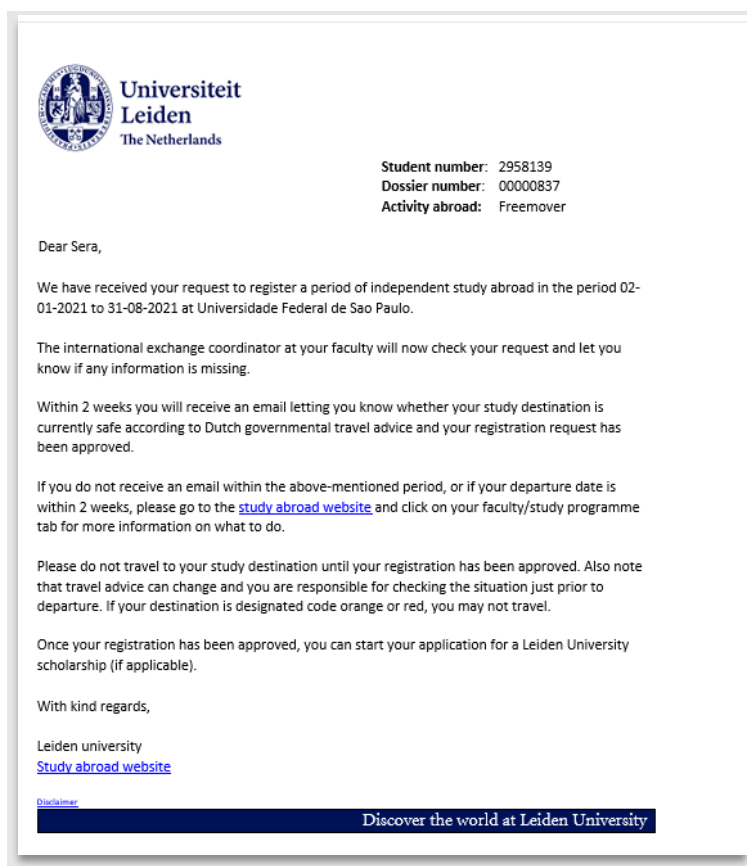 Universiteit
Leiden
The Netherlands
Student number: 2958139
Dossier number: 00000837
Activity abroad: Freemover
Dear Sera,
We have received your request to register a period of independent study abroad in the period 02-
01-2021 to 31-08-2021 at Universidade Federal de Sao Paulo.
The international exchange coordinator at your faculty will now check your request and let you
know if any information is missing.
Within 2 weeks you will receive an email letting you know whether your study destination is
currently safe according to Dutch governmental travel advice and your registration request has
been approved.
If you do not receive an email within the above-mentioned period, or if your departure date is
within 2 weeks, please go to the study abroad website and click on your faculty/study programme
tab for more information on what to do.
Please do not travel to your study destination until your registration has been approved. Also note
that travel advice can change and you are responsible for checking the situation just prior to
departure. If your destination is designated code orange or red, you may not travel.
Once your registration has been approved, you can start your application for a Leiden University
scholarship (if applicable).
With kind regards,
Leiden university
Study abroad website
Disclaimer
Discover the world at Leiden University